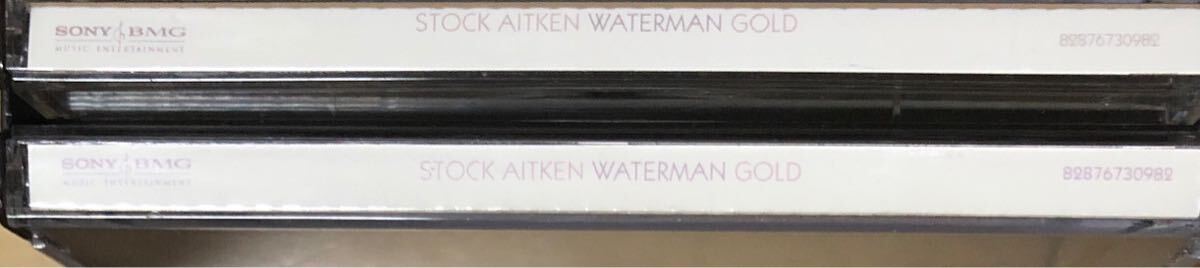 SONY BMG
MUSIC ENTERTAINMENT
STOCK AITKEN WATERMAN GOLD
82876730982
SONY BMG
MUSIC ENTERTAINMENT
STOCK AITKEN WATERMAN GOLD
82876730982